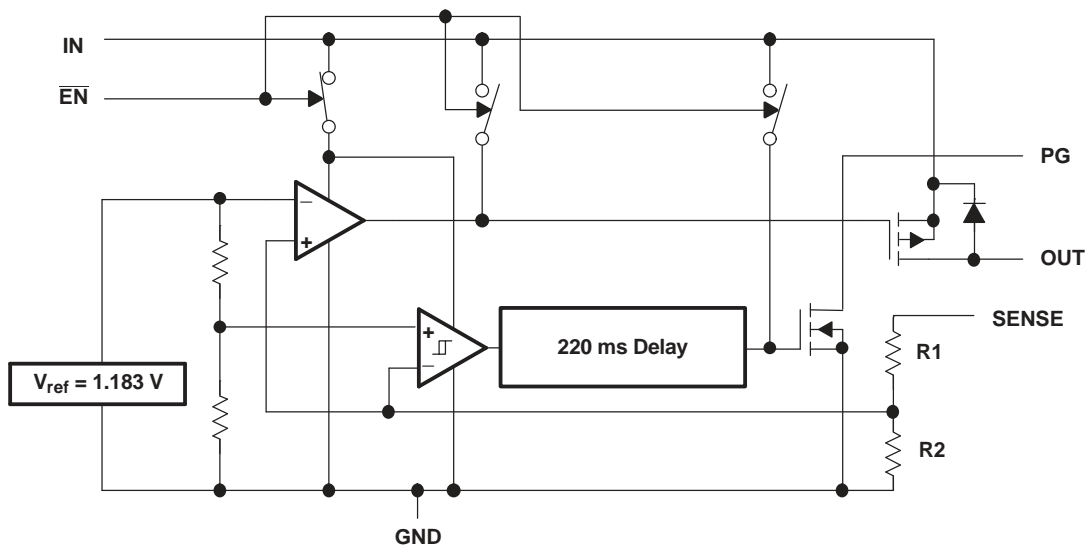 IN
EN
PG
OUT
SENSE
−
+
+
−
220 ms Delay
R1
Vref = 1.183 V
R2
GND